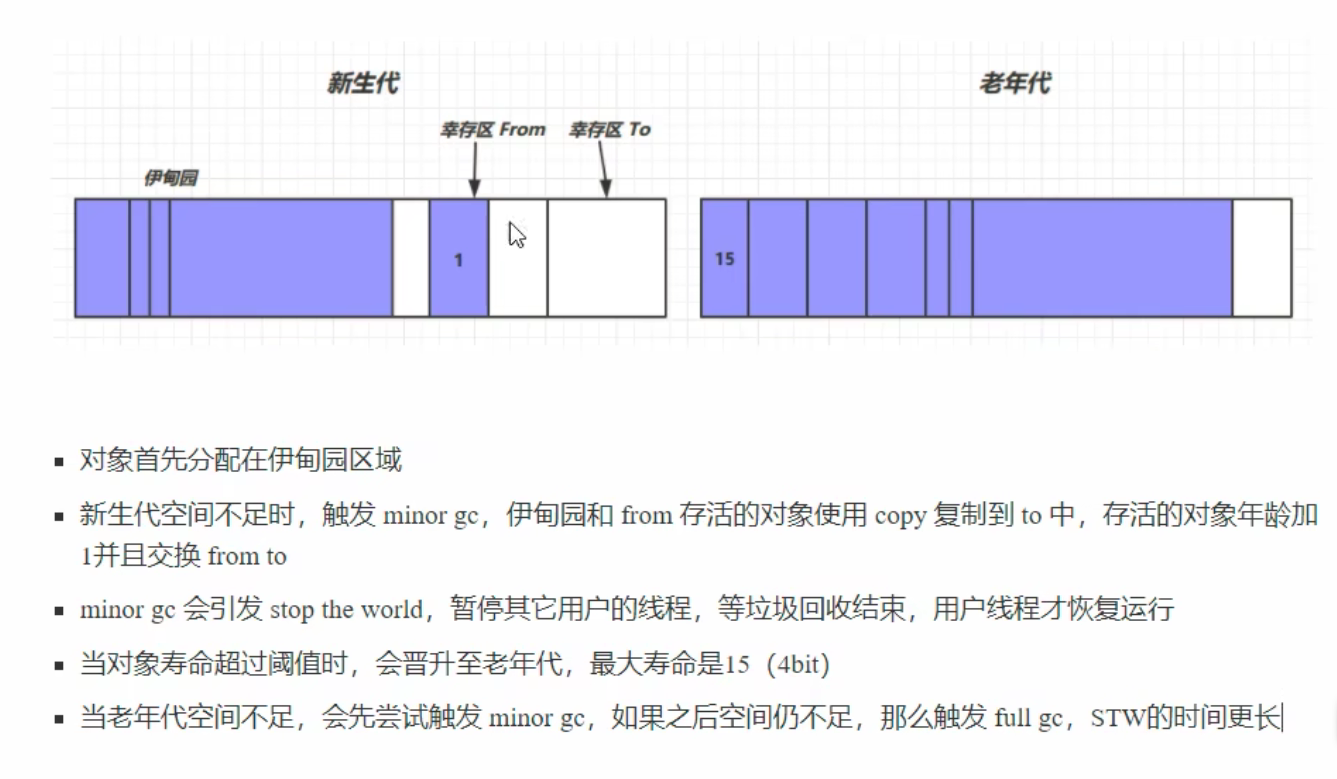 新生代
老年代
幸存区 From
幸存区 To
伊甸园
1
15
对象首先分配在伊甸园区域
新生代空间不足时，触发 minor gc，伊甸园和 from 存活的对象使用 copy 复制到 to 中，存活的对象年龄加
1并且交换 from to
minor gc 会引发 stop the world，暂停其它用户的线程，等垃圾回收结束，用户线程才恢复运行
当对象寿命超过阈值时，会晋升至老年代，最大寿命是15（4bit）
当老年代空间不足，会先尝试触发 minor gc，如果之后空间仍不足，那么触发 full gc，STW的时间更长